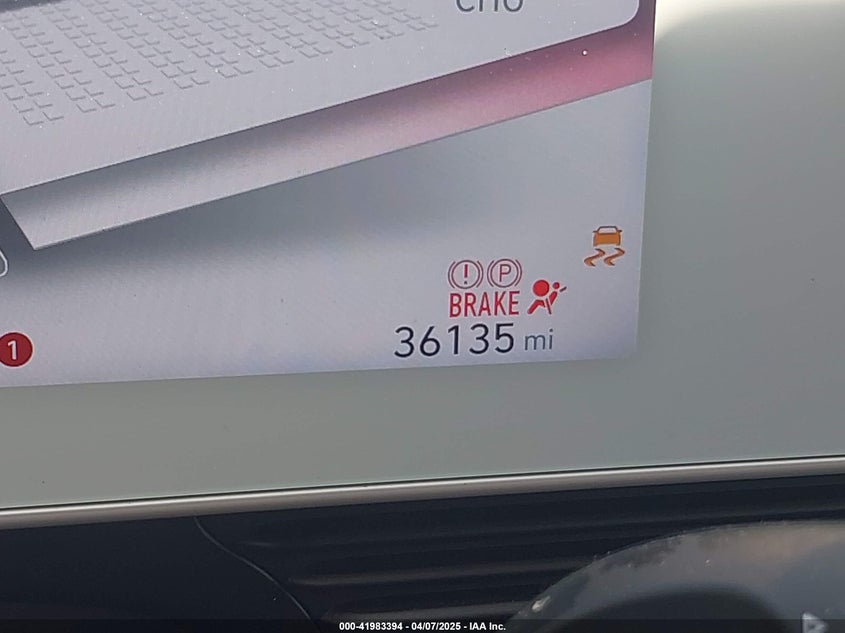 1
(!) (P)
BRAKE
36135 mi
000-41983394 - 04/07/2025 - IAA Inc.